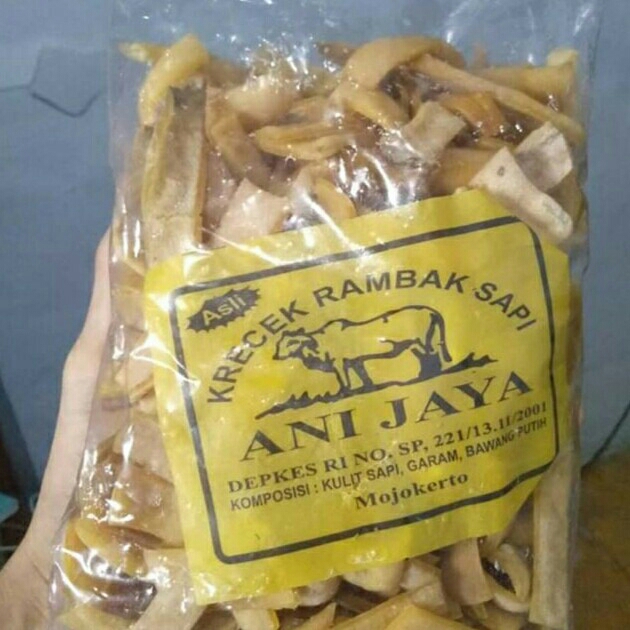 Asli
KRECEK RAMBAK SAPI
ANI JAYA
DEPKES RI NO. SP, 221/13.11/2001
KOMPOSISI : KULIT SAPI, GARAM, BAWANG PUTIH
Mojokerto